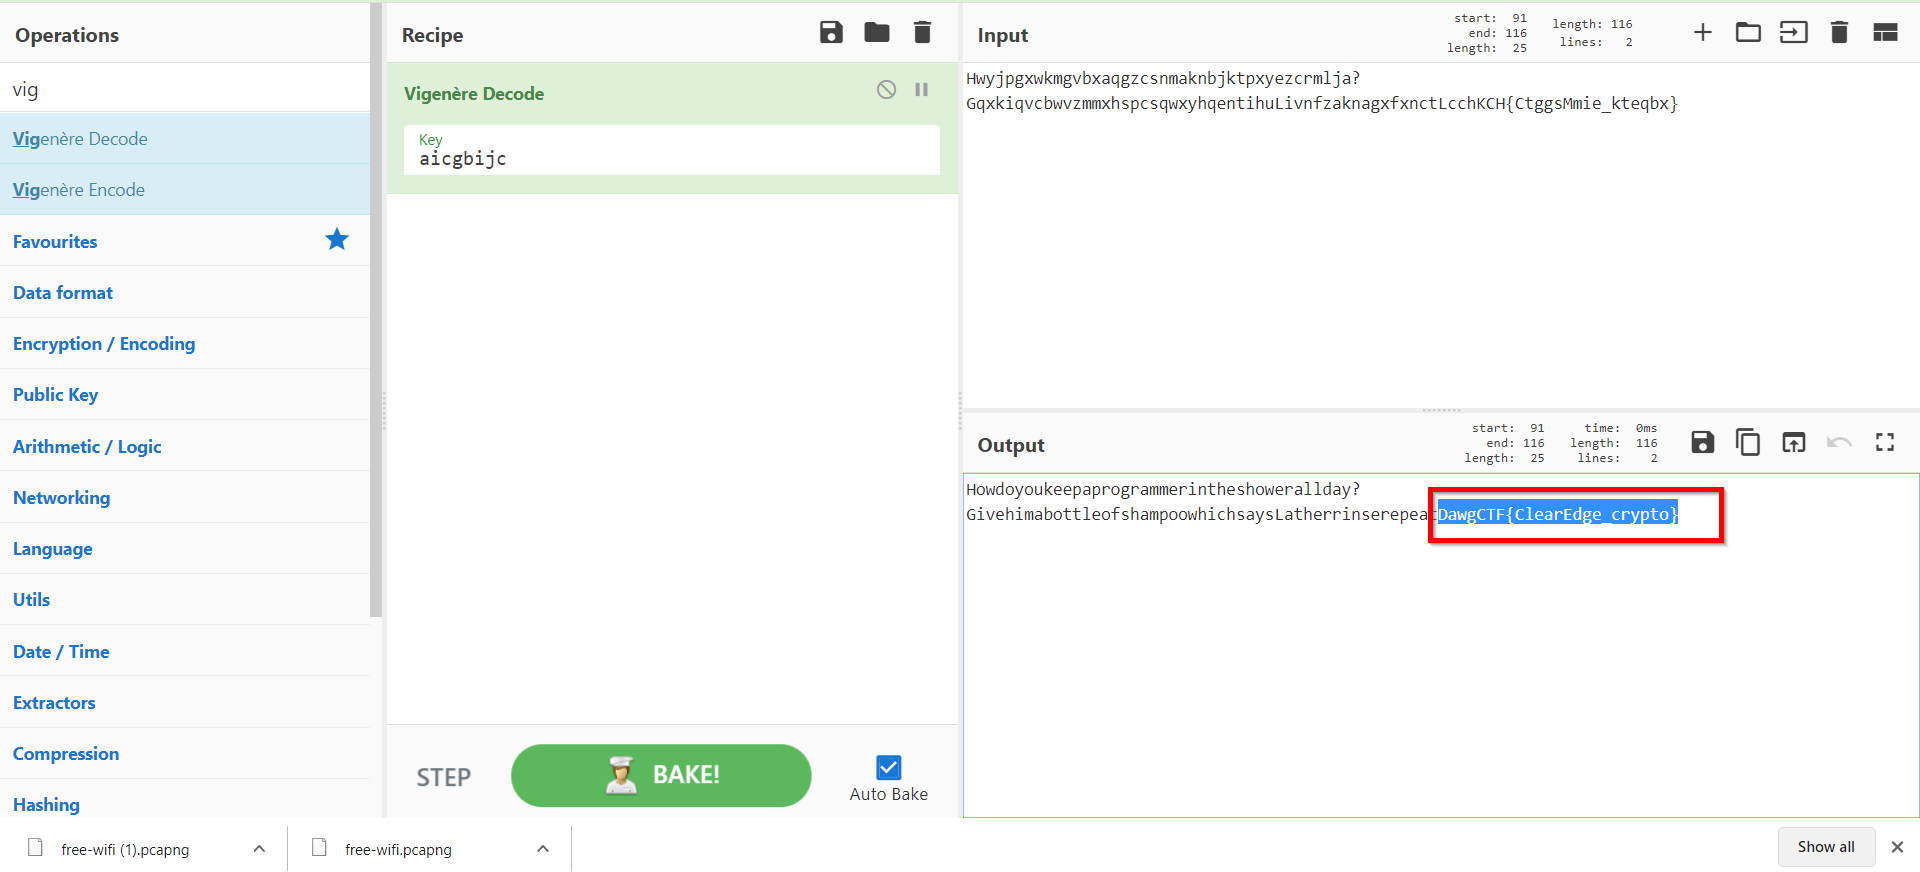 Operations
vig
Vigenère Decode
Vigenère Encode
Favourites
Data format
Encryption / Encoding
Public Key
Arithmetic / Logic
Networking
Language
Utils
Date / Time
Extractors
Compression
Hashing
Recipe
Vigenère Decode
Key
aicgbijc
STEP
BAKE!
Auto Bake
Input
start: 91
end: 116
length: 25
length: 116
lines: 2
Hwyjpgxwkmgvbxaqgzcsnmaknbjktpxyezcrmlja?
GqxkiqvcbwvzmmxhspcsqwxyhqentihuLivnfzaknagxfxnctLcchKCH{CtggsMmie_kteqbx}
Output
start: 91
end: 116
length: 25
time: 0ms
length: 116
lines: 2
Howdoyoukeepaprogrammerintheshowerallday?
GivehimabottleofshampoowhichsaysLatherrinserepeatDawgCTF{ClearEdge_crypto}
free-wifi (1).pcapng
free-wifi.pcapng
Show all